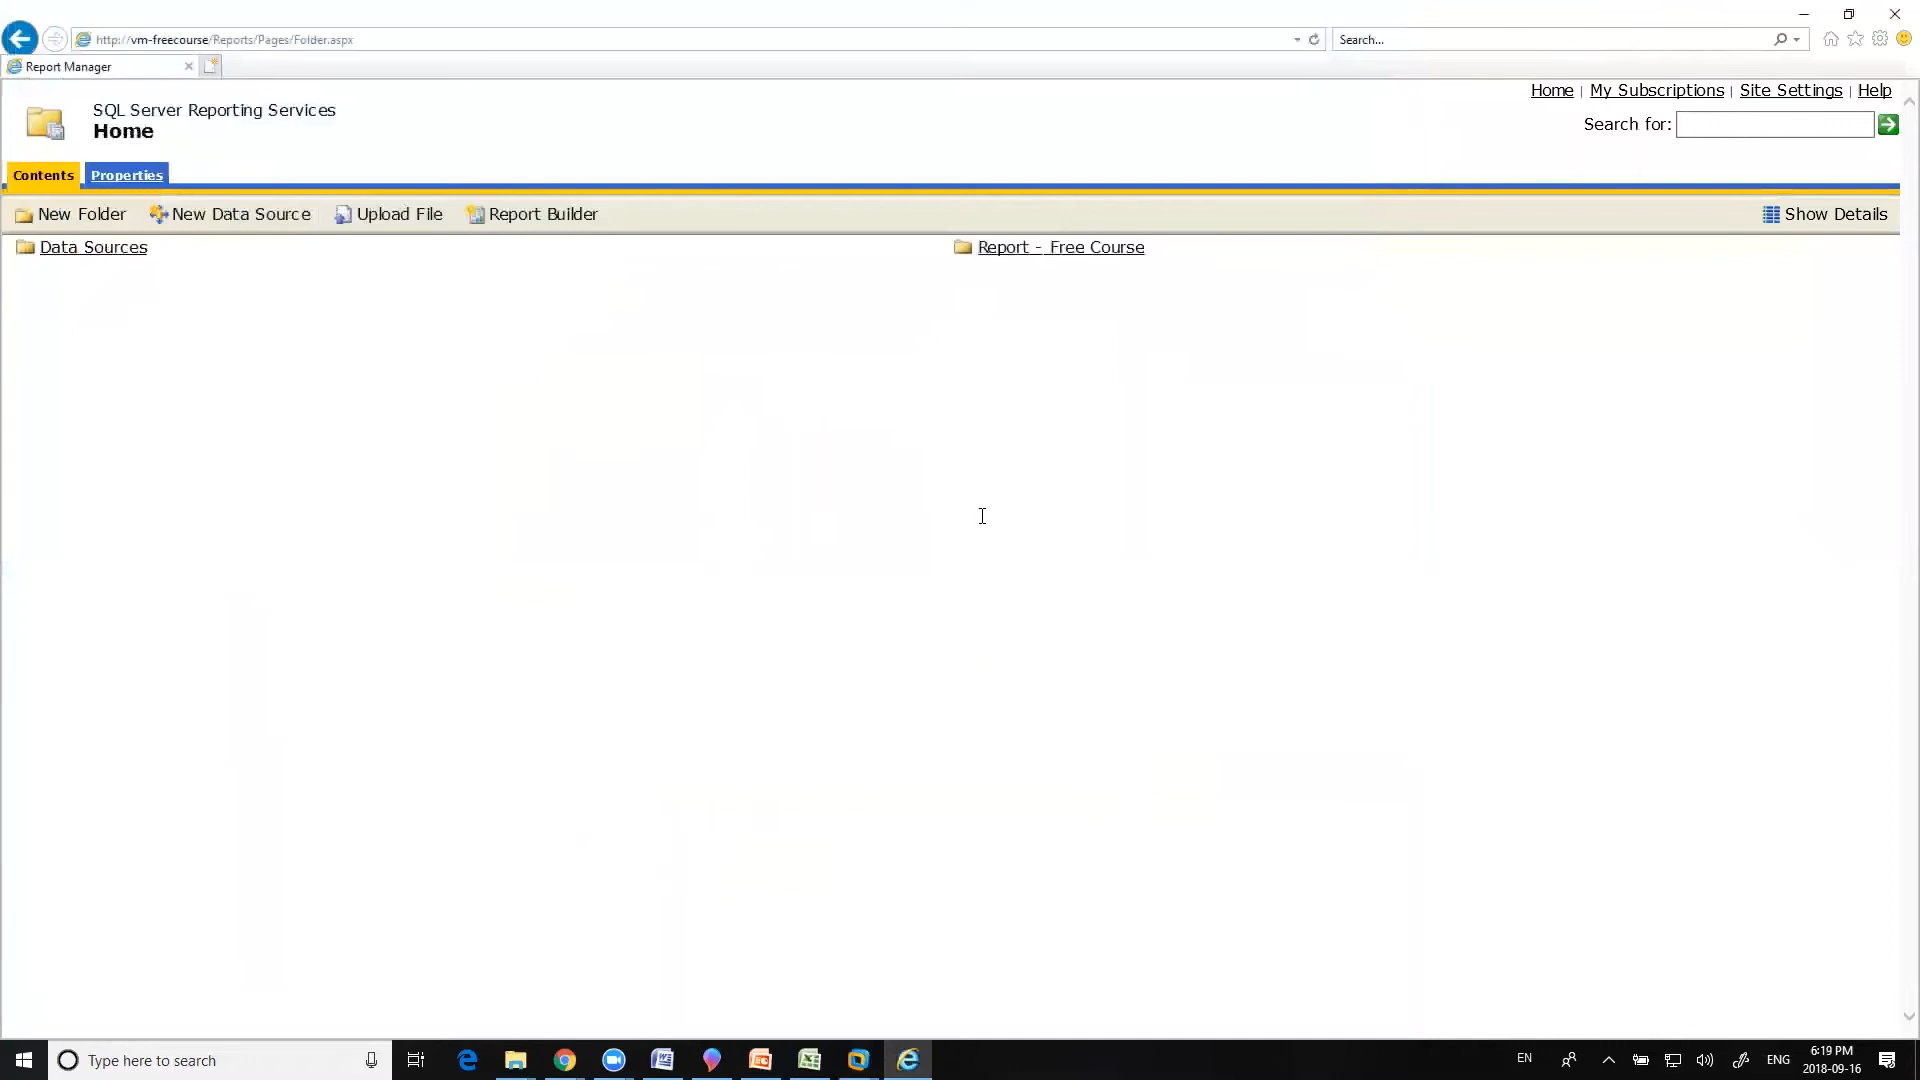 http://vm-freecourse/Reports/Pages/Folder.aspx
Search...
Report Manager
Home | My Subscriptions | Site Settings | Help
SQL Server Reporting Services
Home
Search for:
Contents
Properties
New Folder
New Data Source
Upload File
Report Builder
Show Details
Data Sources
Report - Free Course
Type here to search
EN
ENG
6:19 PM
2018-09-16